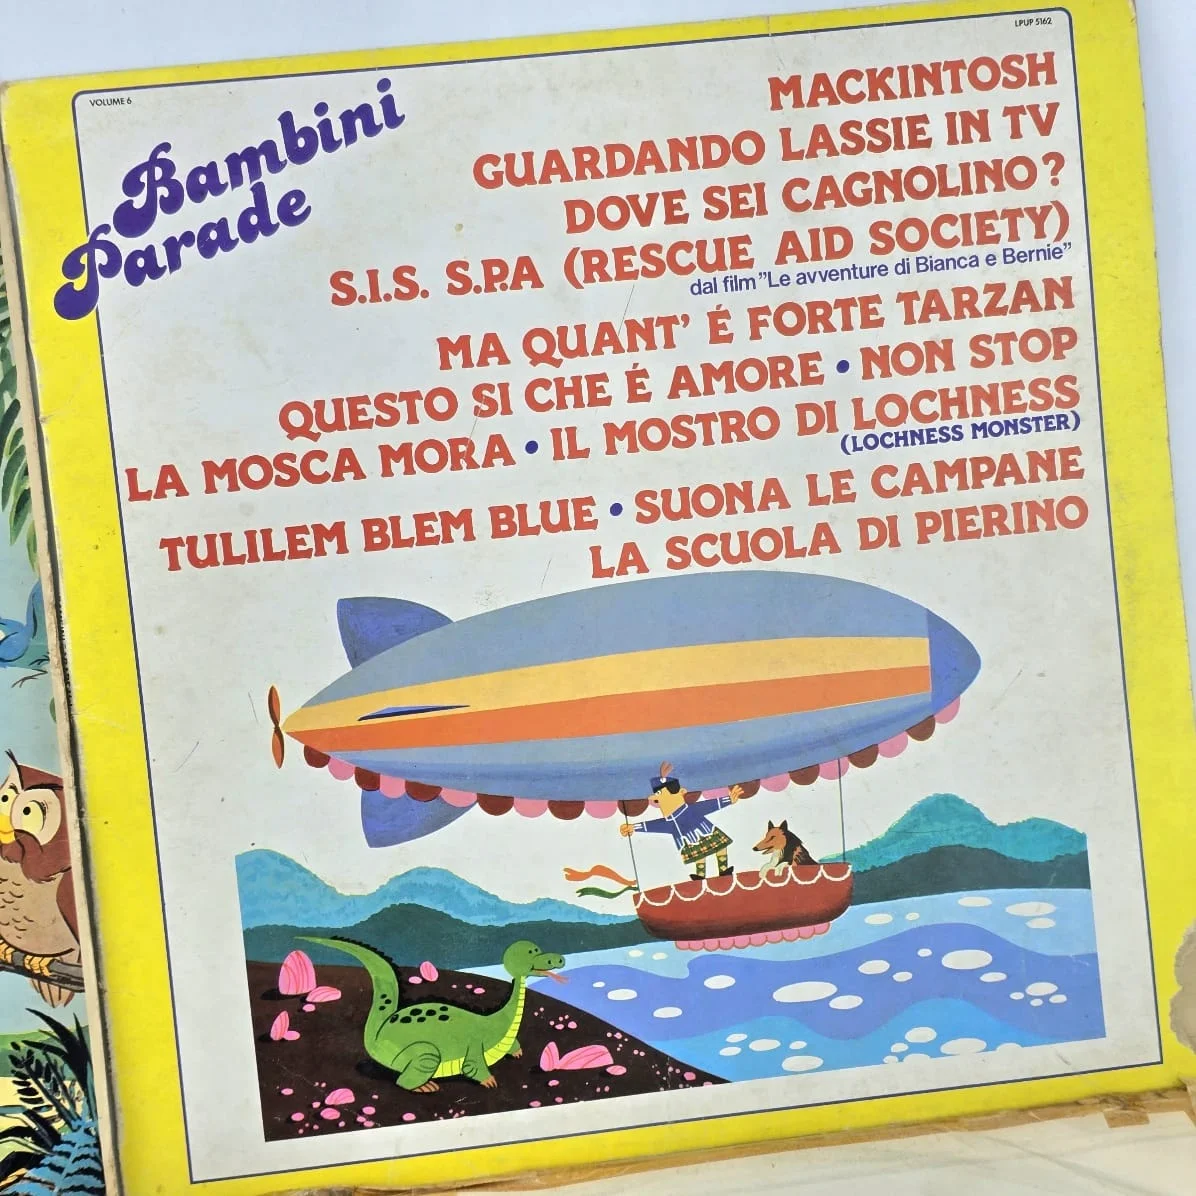 VOLUME 6
LPUP 5162
Bambini
Parade
MACKINTOSH
GUARDANDO LASSIE IN TV
DOVE SEI CAGNOLINO?
S.I.S. S.P.A (RESCUE AID SOCIETY)
dal film "Le avventure di Bianca e Bernie"
MA QUANT' É FORTE TARZAN
QUESTO SI CHE É AMORE • NON STOP
LA MOSCA MORA • IL MOSTRO DI LOCHNESS
(LOCHNESS MONSTER)
TULILEM BLEM BLUE • SUONA LE CAMPANE
LA SCUOLA DI PIERINO